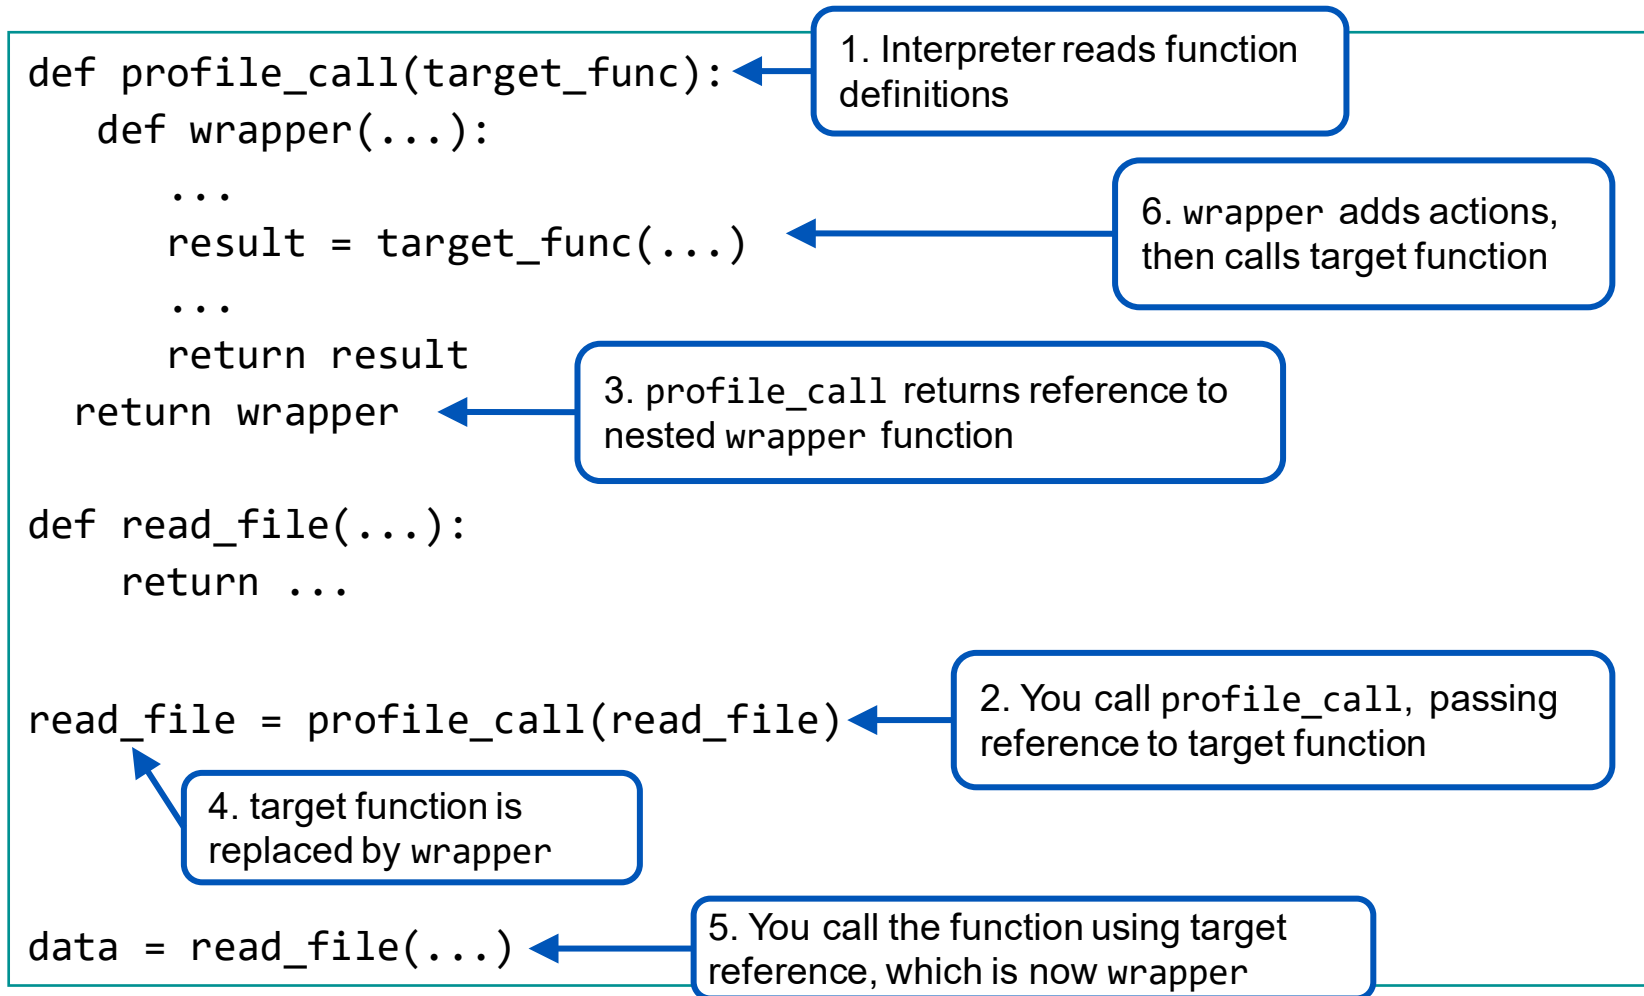 def profile_call(target_func):
1. Interpreter reads function
definitions
def wrapper(...):
...
6. wrapper adds actions,
then calls target function
result = target_func(...)
...
return result
3. profile_call returns reference to
nested wrapper function
return wrapper
def read_file(...):
return ...
2. You call profile_call, passing
reference to target function
read_file = profile_call(read_file)
4. target function is
replaced by wrapper
5. You call the function using target
reference, which is now wrapper
data = read_file(...)